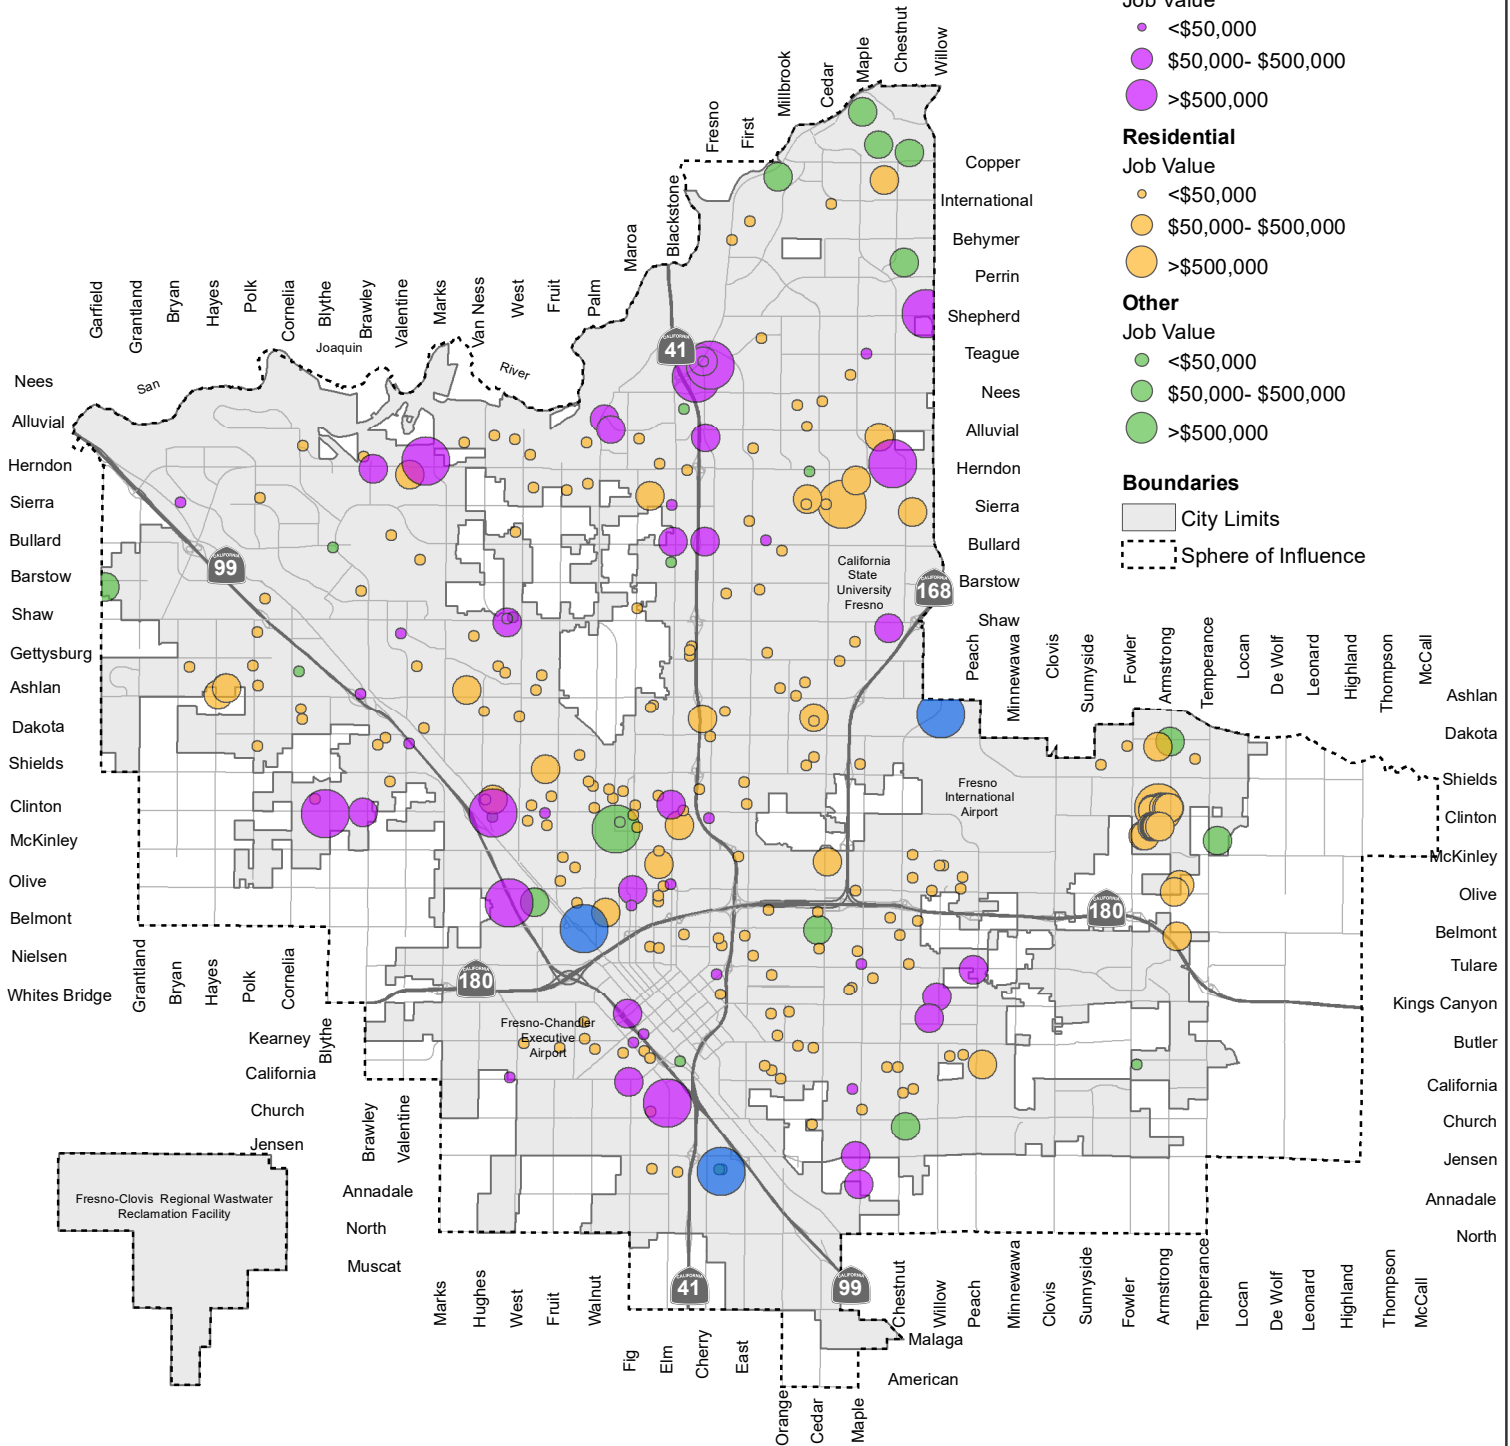 Job Value
<$50,000
$50,000- $500,000
>$500,000
Residential
Job Value
<$50,000
$50,000- $500,000
>$500,000
Other
Job Value
<$50,000
$50,000- $500,000
>$500,000
Boundaries
City Limits
Sphere of Influence
Fresno
First
Millbrook
Cedar
Maple
Chestnut
Willow
Maroa
Blackstone
Garfield
Grantland
Bryan
Hayes
Polk
Cornelia
Blythe
Brawley
Valentine
Marks
Van Ness
West
Fruit
Palm
San
Joaquin
River
Copper
International
Behymer
Perrin
Shepherd
Teague
Nees
Alluvial
Herndon
Sierra
Bullard
Barstow
Shaw
Nees
Alluvial
Herndon
Sierra
Bullard
Barstow
Shaw
Gettysburg
Ashlan
Dakota
Shields
Clinton
McKinley
Olive
Belmont
Nielsen
Whites Bridge
CALIFORNIA
41
CALIFORNIA
99
CALIFORNIA
168
California
State
University
Fresno
Peach
Minnewawa
Clovis
Sunnyside
Fowler
Armstrong
Temperance
Locan
De Wolf
Leonard
Highland
Thompson
McCall
Ashlan
Dakota
Shields
Clinton
McKinley
Olive
Belmont
Tulare
Kings Canyon
Butler
California
Church
Jensen
Annadale
North
Fresno
International
Airport
CALIFORNIA
180
CALIFORNIA
180
Grantland
Bryan
Hayes
Polk
Cornelia
Blythe
Kearney
California
Church
Jensen
Brawley
Valentine
Annadale
North
Muscat
Fresno-Chandler
Executive
Airport
Fresno-Clovis Regional Wastwater
Reclamation Facility
CALIFORNIA
41
CALIFORNIA
99
Marks
Hughes
West
Fruit
Walnut
Fig
Elm
Cherry
East
Orange
Cedar
Maple
Chestnut
Willow
Peach
Minnewawa
Clovis
Sunnyside
Fowler
Armstrong
Temperance
Locan
De Wolf
Leonard
Highland
Thompson
McCall
Malaga
American